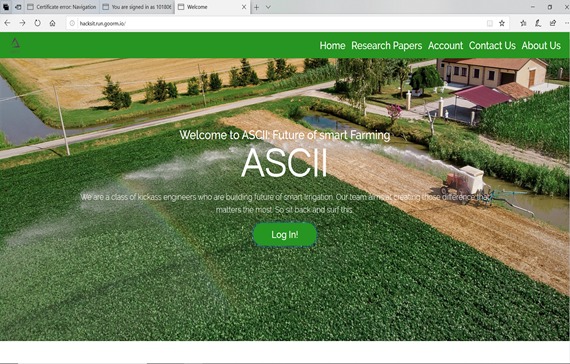 Certificate error: Navigation
You are signed in as 101806
Welcome
hacksit.run.goorm.io/
Home Research Papers Account Contact Us About Us
Welcome to ASCII: Future of smart Farming
ASCII
We are a class of kickass engineers who are building future of smart Irrigation. Our team aims at creating those difference that
matters the most. So sit back and surf this.
Log In!